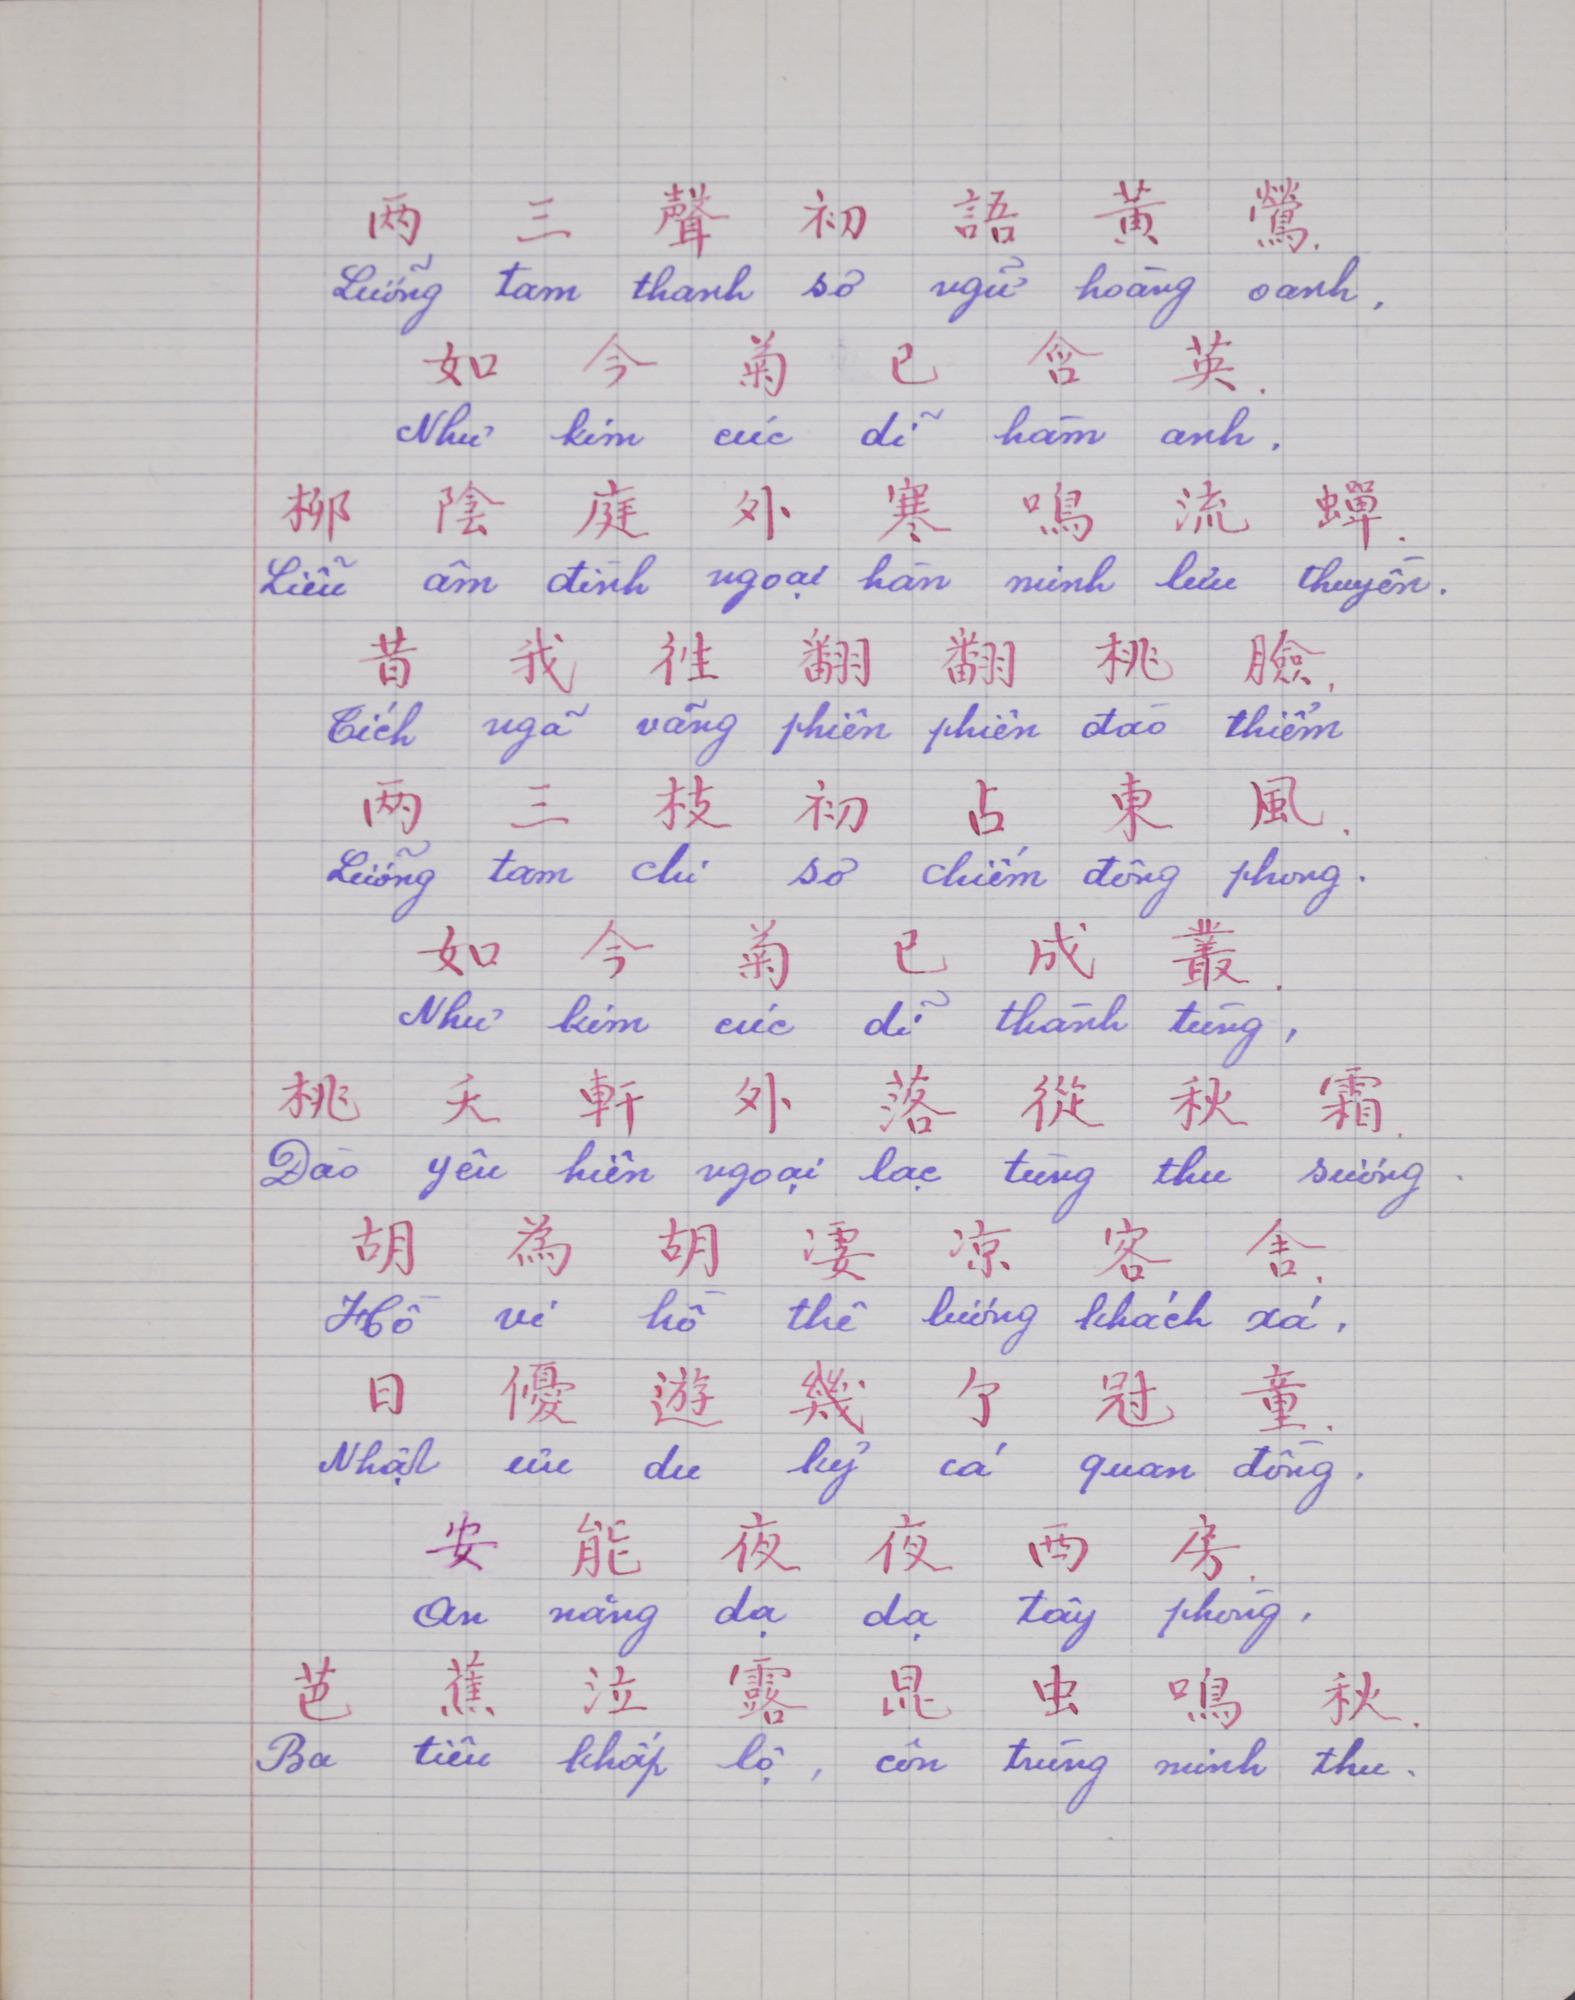 両 三 聲 初 語 黃 鶯.
Lưỡng tam thanh sơ ngữ hoàng oanh,
如 今 菊 已 含 英.
Như kim cúc dĩ hàm anh.
柳 陰 庭 外 寒 鳴 流 蟬.
Liễu âm đình ngoại hàn minh lưu thuyền.
昔 我 徃 翻 翻 桃 臉,
Tích ngã vãng phiên phiên đào thiểm
両 三 枝 初 占 東 風.
Lưỡng tam chi sơ chiếm đông phong.
如 今 菊 已 成 叢.
Như kim cúc dĩ thành tùng,
桃 夭 軒 外 落 從 秋 霜.
Đào yêu hiên ngoại lạc tùng thu sương.
胡 為 胡 凄 凉 客 舍.
Hồ vi hồ thê lương khách xá,
日 優 遊 幾 亇 冠 童.
Nhật ưu du kỷ cá quan đồng.
安 能 夜 夜 西 房.
An năng dạ dạ tây phòng,
芭 蕉 泣 露 昆 虫 鳴 秋.
Ba tiêu khấp lộ, côn trùng minh thu.